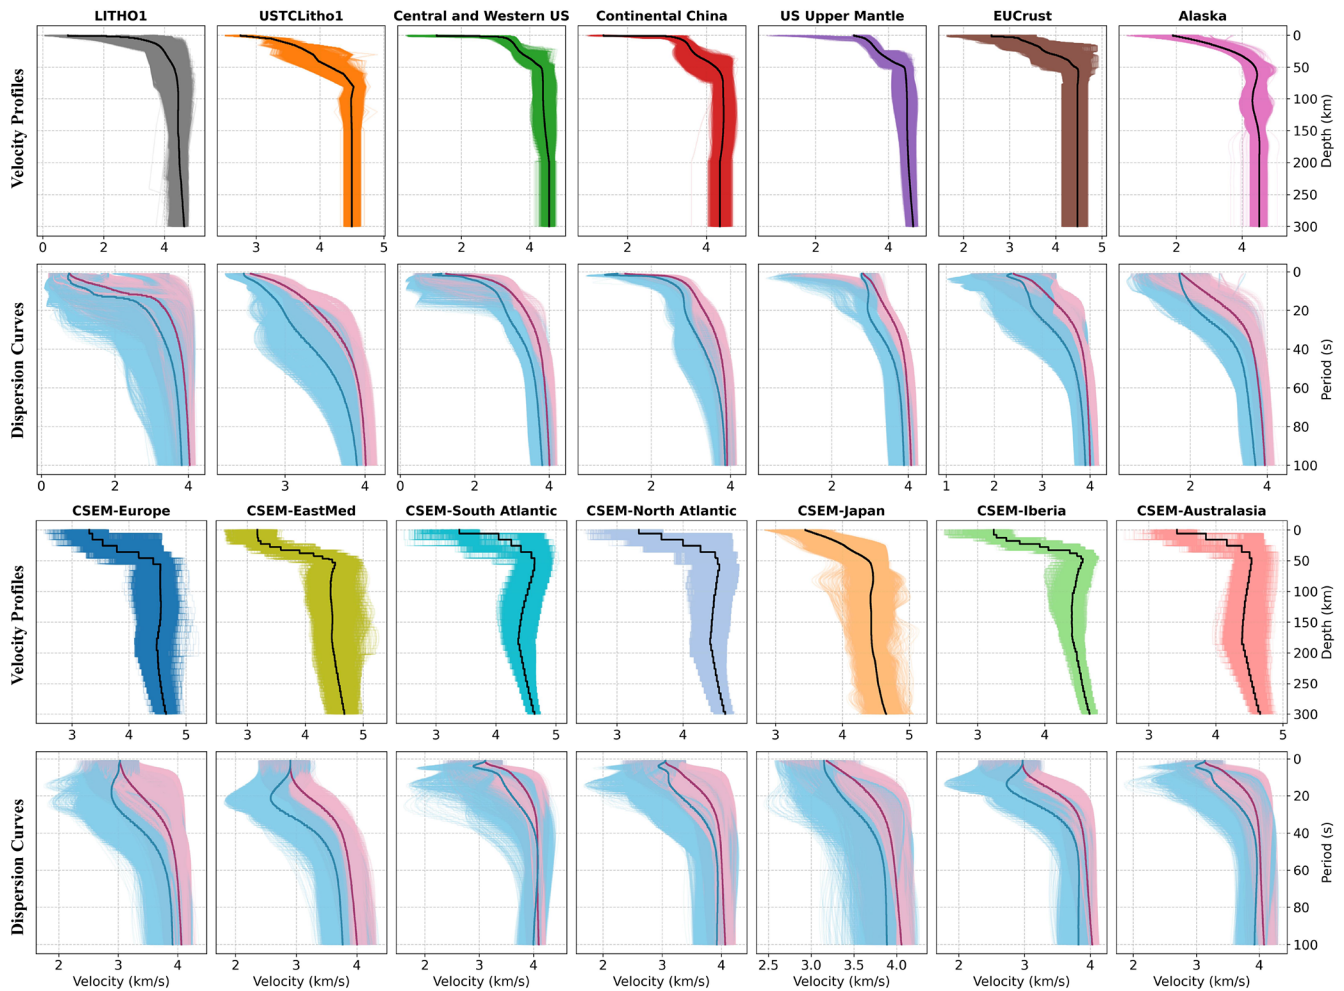 LITHO1 USTCLitho1 Central and Western US Continental China US Upper Mantle EUCrust Alaska
Velocity Profiles
0
50
100
150
200
250
300
Depth (km)
0 2 4 3 4 5 2 4 2 4 2 4 2 3 4 5 2 4
Dispersion Curves
0
20
40
60
80
100
Period (s)
0 2 4 3 4 0 2 4 2 4 2 4 1 2 3 4 2 4
CSEM-Europe CSEM-EastMed CSEM-South Atlantic CSEM-North Atlantic CSEM-Japan CSEM-Iberia CSEM-Australasia
Velocity Profiles
0
50
100
150
200
250
300
Depth (km)
3 4 5 3 4 5 3 4 5 3 4 3 4 5 3 4 3 4 5
Dispersion Curves
0
20
40
60
80
100
Period (s)
2 3 4 2 3 4 2 3 4 2 3 4 2.5 3.0 3.5 4.0 2 3 4 2 3 4
Velocity (km/s) Velocity (km/s) Velocity (km/s) Velocity (km/s) Velocity (km/s) Velocity (km/s) Velocity (km/s)